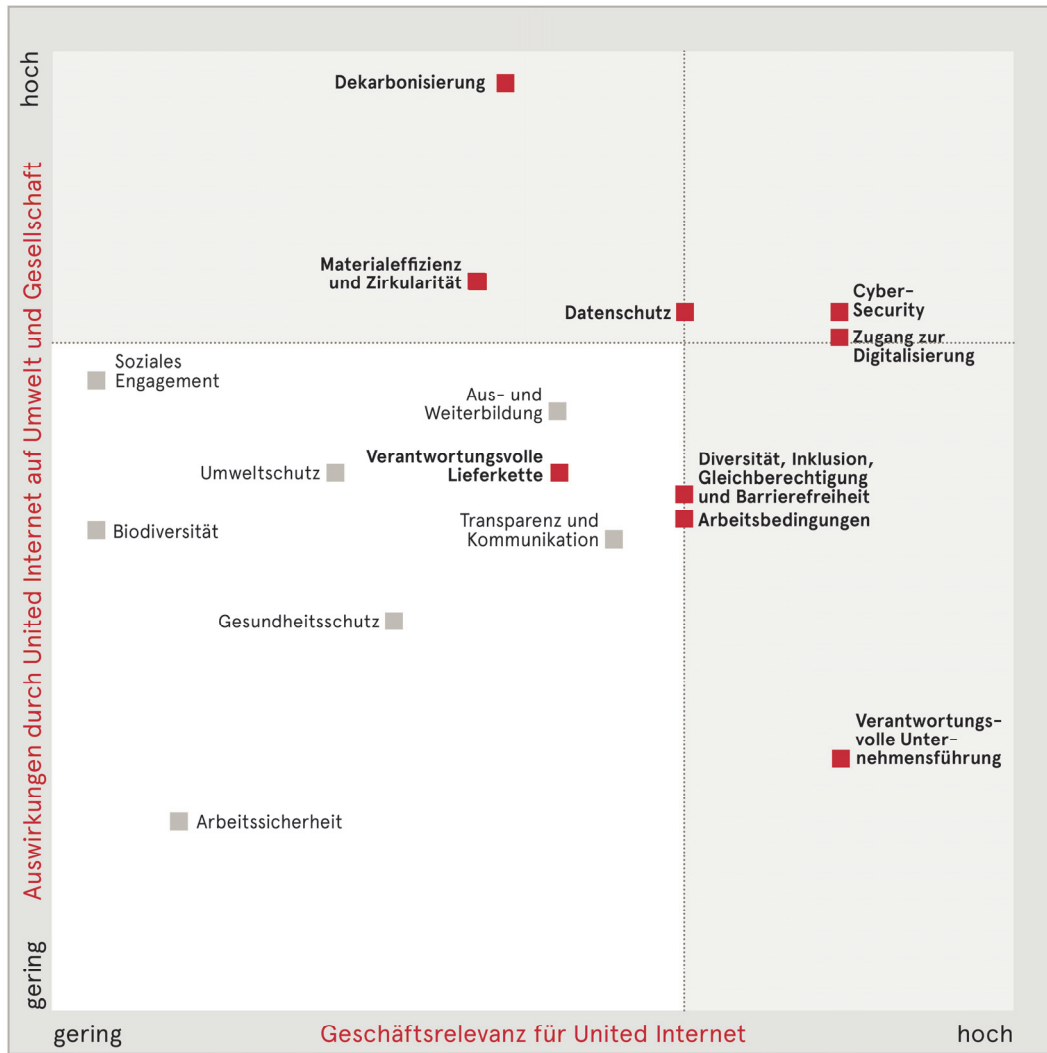 hoch
Auswirkungen durch United Internet auf Umwelt und Gesellschaft
gering
Dekarbonisierung
Materialeffizienz
und Zirkularität
Datenschutz
Cyber-
Security
Zugang zur
Digitalisierung
Soziales
Engagement
Aus- und
Weiterbildung
Umweltschutz
Verantwortungsvolle
Lieferkette
Diversität, Inklusion,
Gleichberechtigung
und Barrierefreiheit
Arbeitsbedingungen
Biodiversität
Transparenz und
Kommunikation
Gesundheitsschutz
Verantwortungs-
volle Unter-
nehmensführung
Arbeitssicherheit
gering
Geschäftsrelevanz für United Internet
hoch